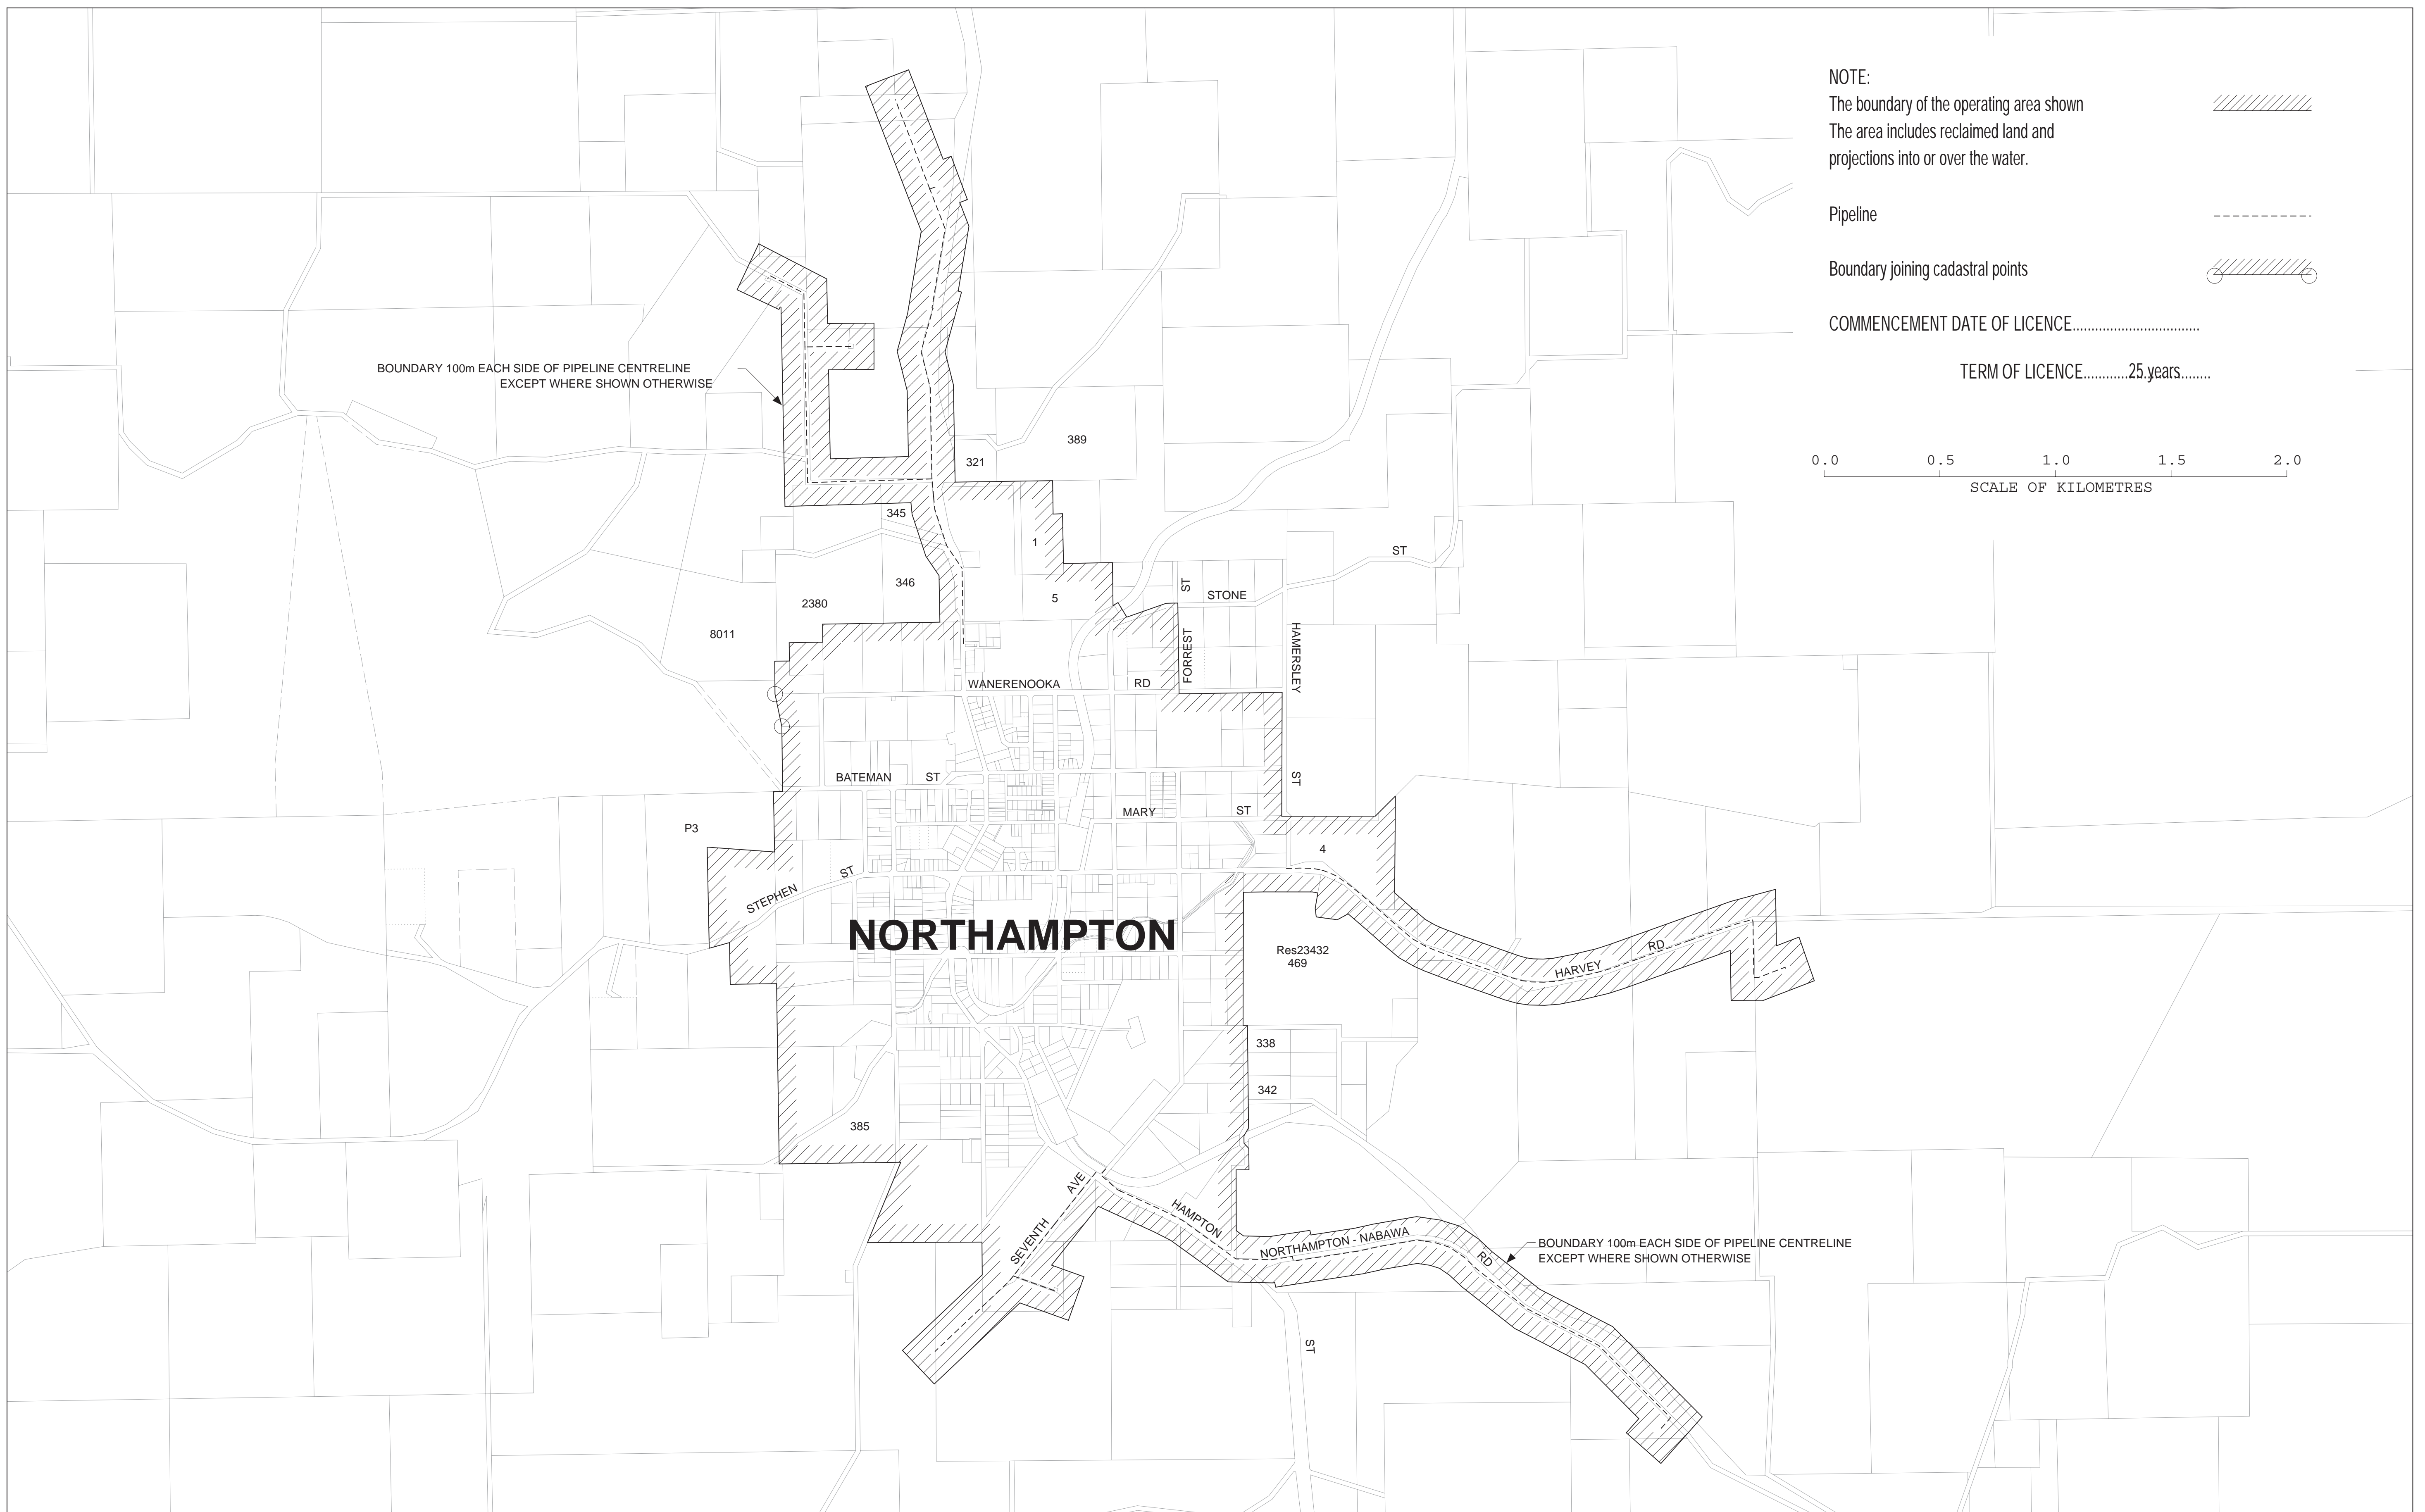 NOTE:
The boundary of the operating area shown
The area includes reclaimed land and
projections into or over the water.
Pipeline
Boundary joining cadastral points
COMMENCEMENT DATE OF LICENCE..................................
TERM OF LICENCE............25 years.........
0.0 0.5 1.0 1.5 2.0
SCALE OF KILOMETRES
BOUNDARY 100m EACH SIDE OF PIPELINE CENTRELINE
EXCEPT WHERE SHOWN OTHERWISE
389
321
345
1
ST
346
5
ST
STONE
2380
8011
FORREST
HAMERSLEY
WANERENOOKA RD
BATEMAN ST
ST
MARY ST
P3
4
STEPHEN ST
NORTHAMPTON
Res23432
469
HARVEY RD
338
342
385
SEVENTH AVE
HAMPTON
NORTHAMPTON - NABAWA
RD
BOUNDARY 100m EACH SIDE OF PIPELINE CENTRELINE
EXCEPT WHERE SHOWN OTHERWISE
ST